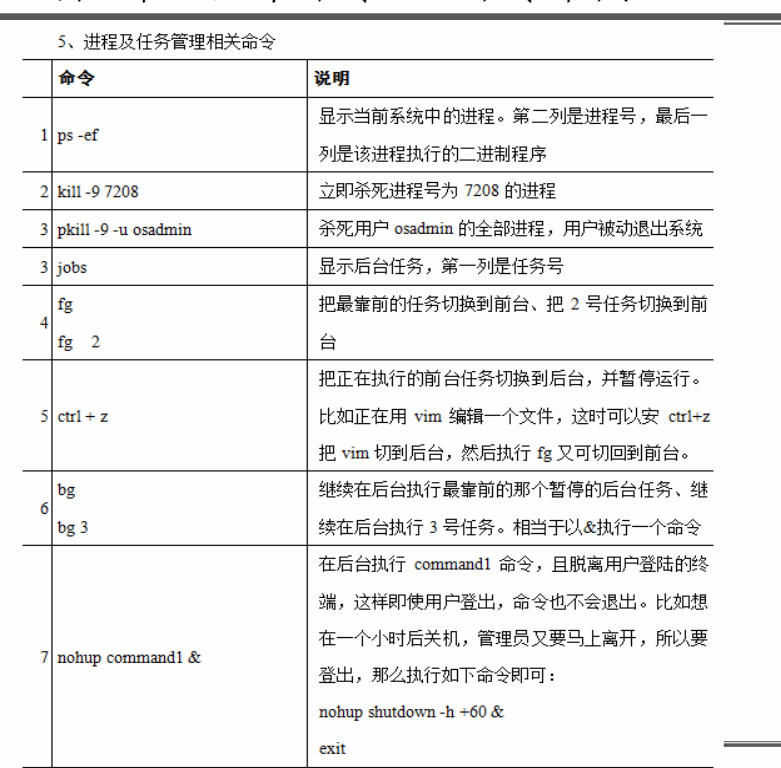 5、进程及任务管理相关命令
命令 说明
1 ps -ef 显示当前系统中的进程。第二列是进程号，最后一
列是该进程执行的二进制程序
2 kill -9 7208 立即杀死进程号为 7208 的进程
3 pkill -9 -u osadmin 杀死用户 osadmin 的全部进程，用户被动退出系统
3 jobs 显示后台任务，第一列是任务号
4 fg 把最靠前的任务切换到前台、把 2 号任务切换到前
fg 2 台
把正在执行的前台任务切换到后台，并暂停运行。
5 ctrl + z 比如正在用 vim 编辑一个文件，这时可以安 ctrl+z
把 vim 切到后台，然后执行 fg 又可切回到前台。
6 bg 继续在后台执行最靠前的那个暂停的后台任务、继
bg 3 续在后台执行 3 号任务。相当于以&执行一个命令
在后台执行 command1 命令，且脱离用户登陆的终
端，这样即使用户登出，命令也不会退出。比如想
在一个小时后关机，管理员又要马上离开，所以要
7 nohup command1 & 登出，那么执行如下命令即可：
nohup shutdown -h +60 &
exit